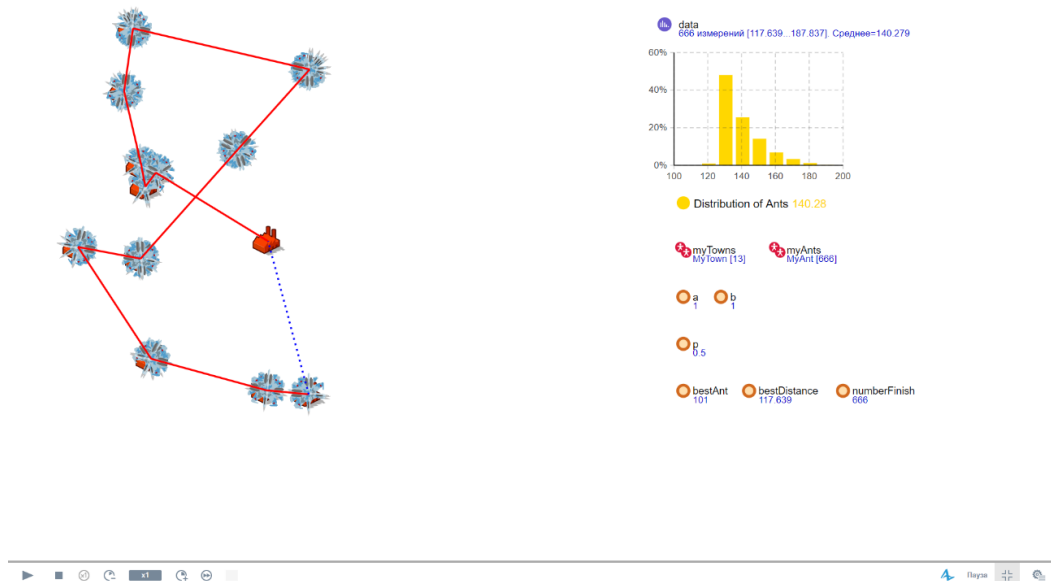 data
666 измерений [117.639...187.837]. Среднее=140.279
60%
40%
20%
0%
100 120 140 160 180 200
Distribution of Ants 140.28
myTowns myAnts
MyTown [13] MyAnt [666]
a b
1 1
p
0.5
bestAnt bestDistance numberFinish
101 117.639 666
x1 Пауза